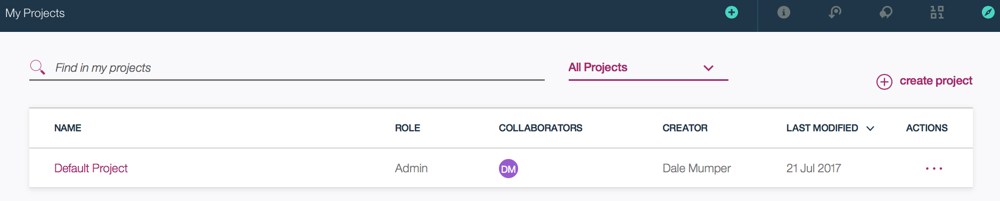 My Projects
Find in my projects
All Projects
create project
NAME ROLE COLLABORATORS CREATOR LAST MODIFIED ACTIONS
Default Project Admin DM Dale Mumper 21 Jul 2017 ...